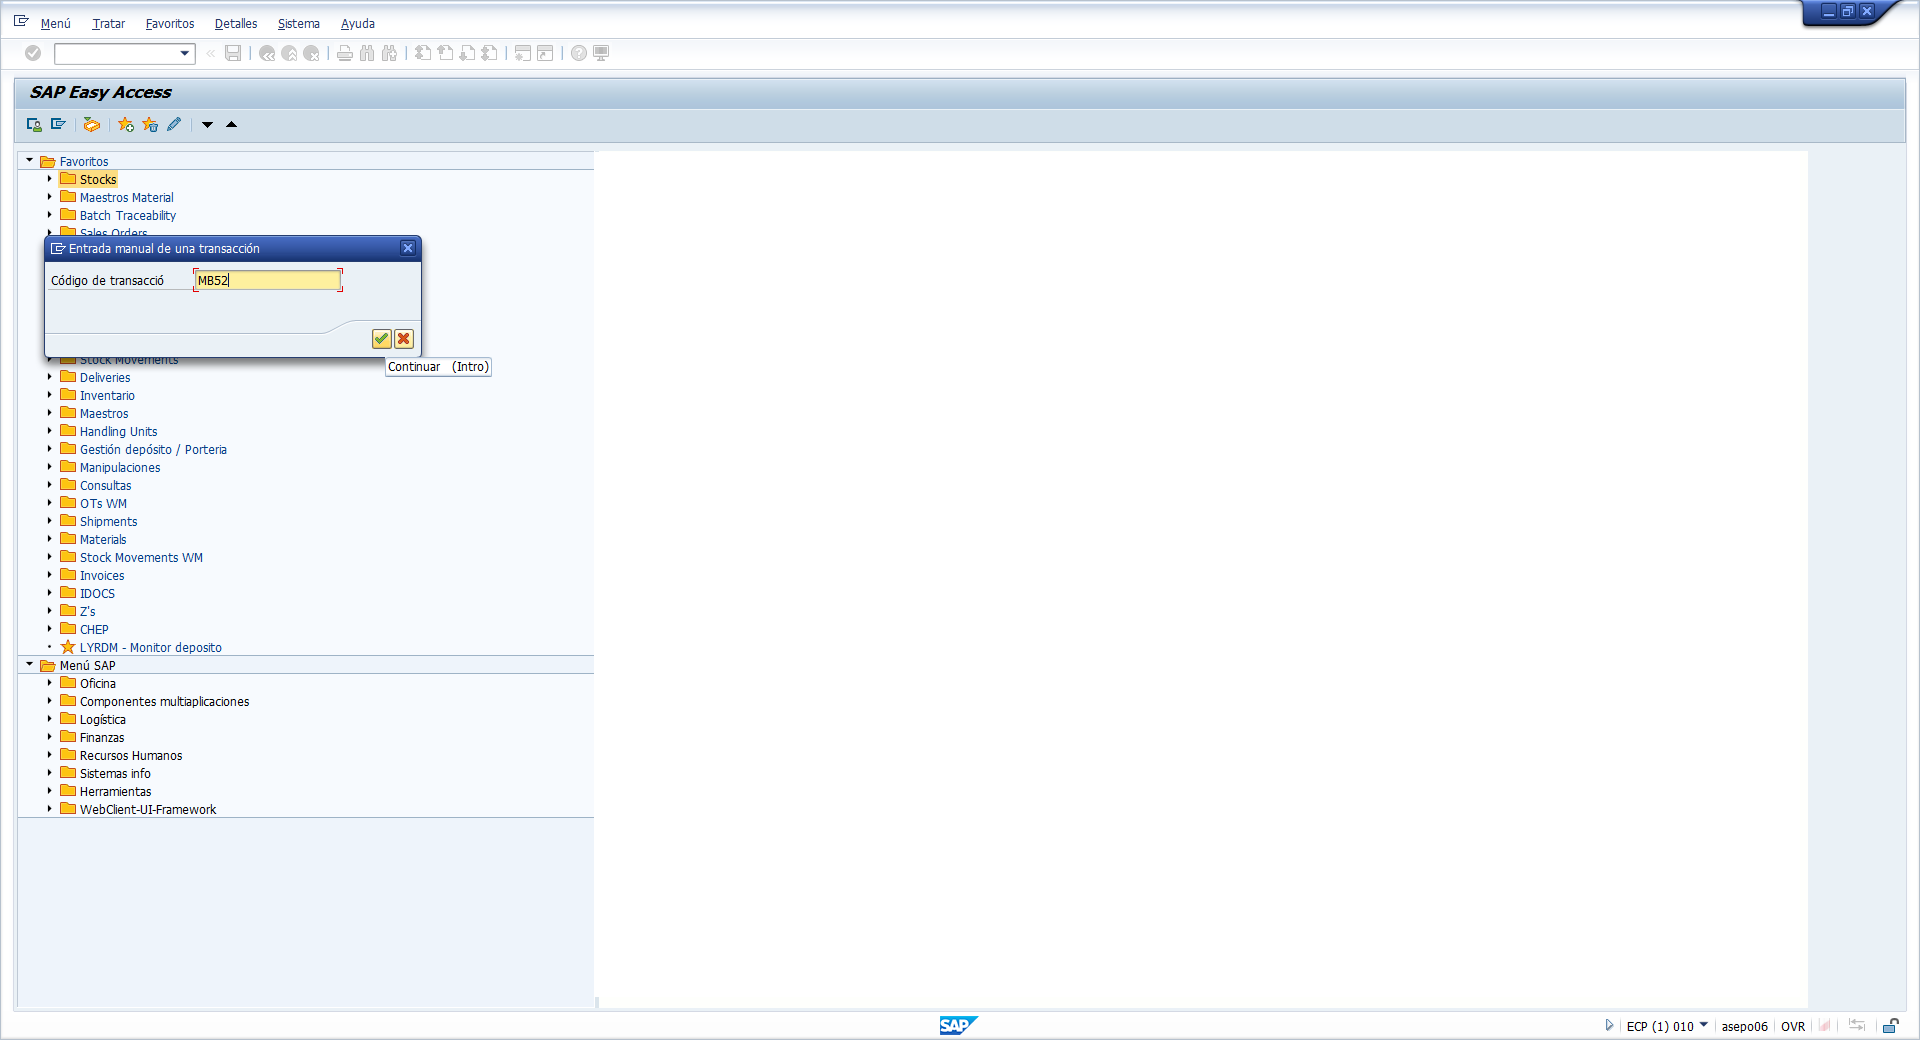 Menú Tratar Favoritos Detalles Sistema Ayuda
SAP Easy Access
Favoritos
Stocks
Maestros Material
Batch Traceability
Sales Orders
Entrada manual de una transacción
Código de transacció MB52
Continuar (Intro)
Stock Movements
Deliveries
Inventario
Maestros
Handling Units
Gestión depósito / Porteria
Manipulaciones
Consultas
OTs WM
Shipments
Materials
Stock Movements WM
Invoices
IDOCS
Z's
CHEP
LYRDM - Monitor deposito
Menú SAP
Oficina
Componentes multiaplicaciones
Logística
Finanzas
Recursos Humanos
Sistemas info
Herramientas
WebClient-UI-Framework
SAP
ECP (1) 010 asepo06 OVR